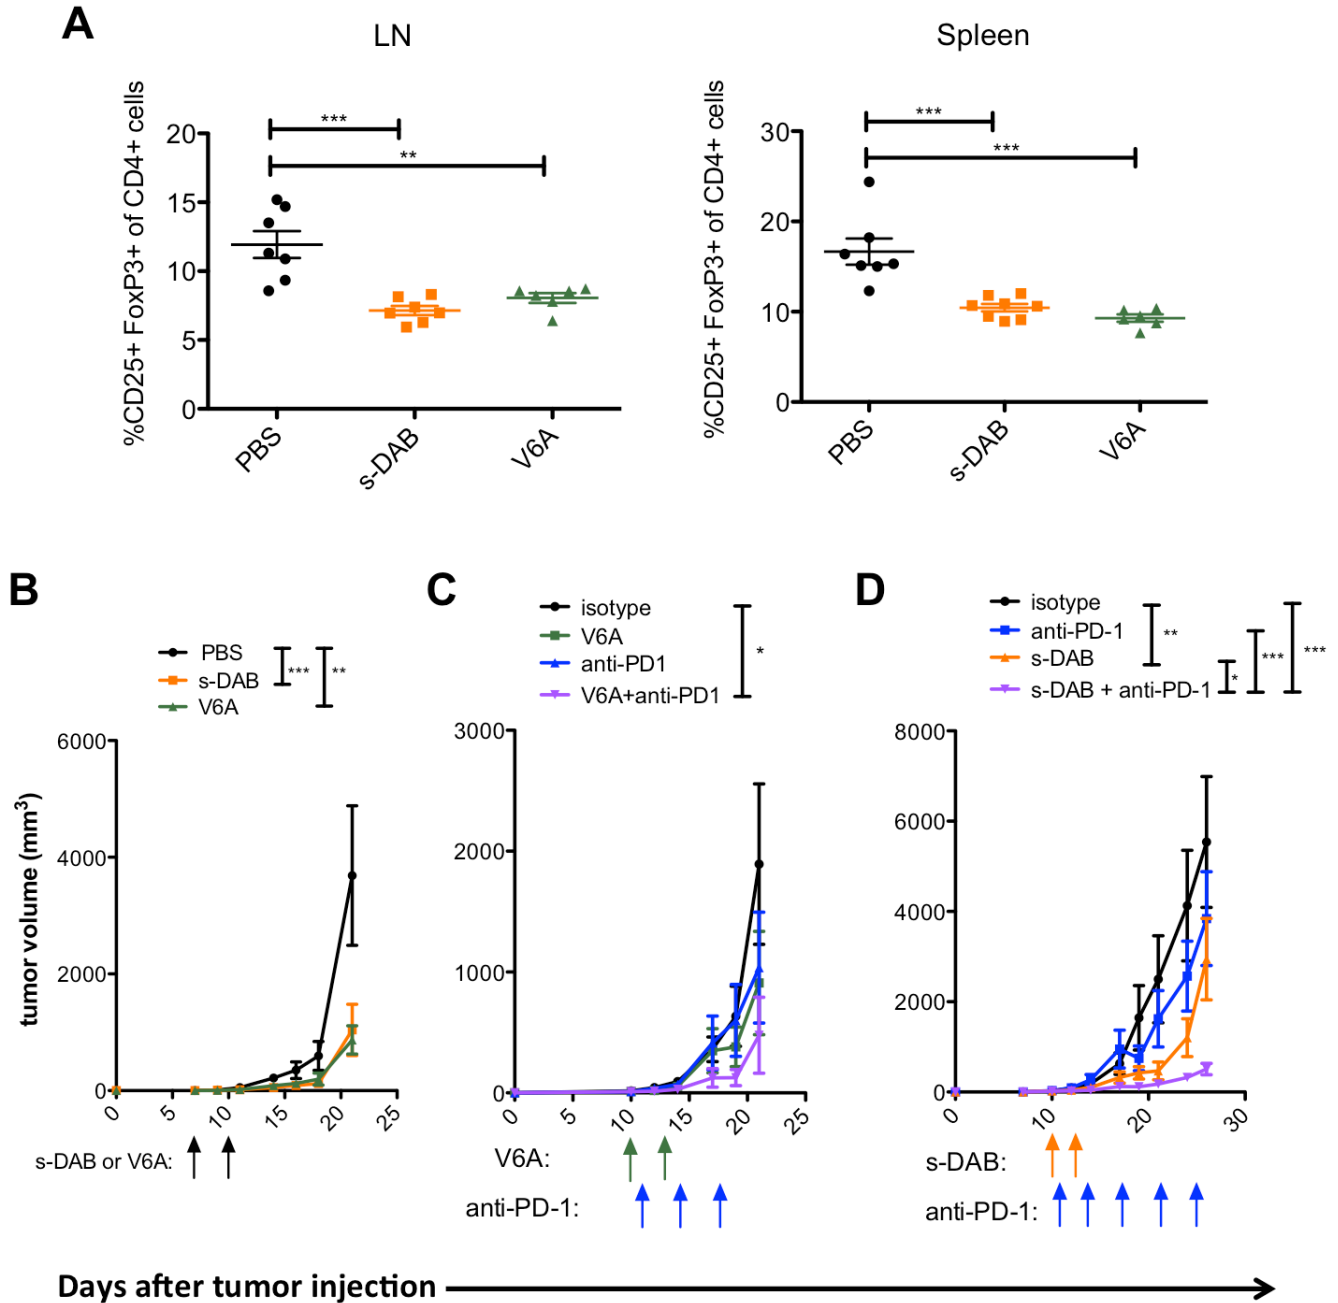 A
LN
Spleen
%CD25+ FoxP3+ of CD4+ cells
20
15
10
5
0
***
**
PBS
s-DAB
V6A
%CD25+ FoxP3+ of CD4+ cells
30
20
10
0
***
***
PBS
s-DAB
V6A
B
PBS
s-DAB
V6A
***
**
tumor volume (mm3)
6000
4000
2000
0
0
5
10
15
20
25
s-DAB or V6A:
C
isotype
V6A
anti-PD1
V6A+anti-PD1
*
3000
2000
1000
0
0
5
10
15
20
25
V6A:
anti-PD-1:
D
isotype
anti-PD-1
s-DAB
s-DAB + anti-PD-1
**
*
***
***
8000
6000
4000
2000
0
0
10
20
30
s-DAB:
anti-PD-1:
Days after tumor injection